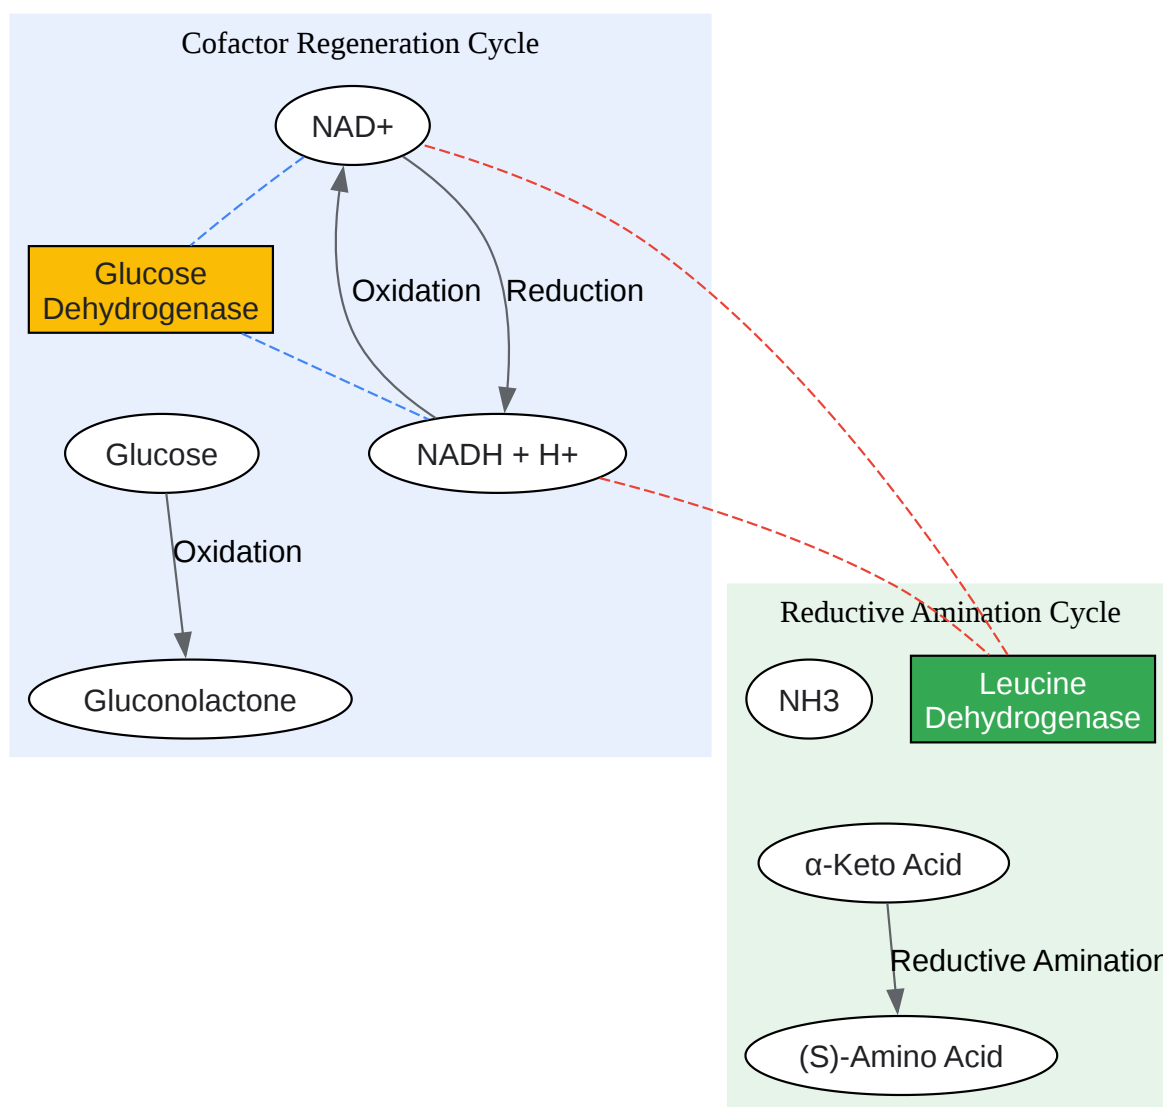 Cofactor Regeneration Cycle
NAD+
Glucose
Dehydrogenase
Oxidation
Reduction
Glucose
NADH + H+
Oxidation
Gluconolactone
Reductive Amination Cycle
NH3
Leucine
Dehydrogenase
α-Keto Acid
Reductive Amination
(S)-Amino Acid